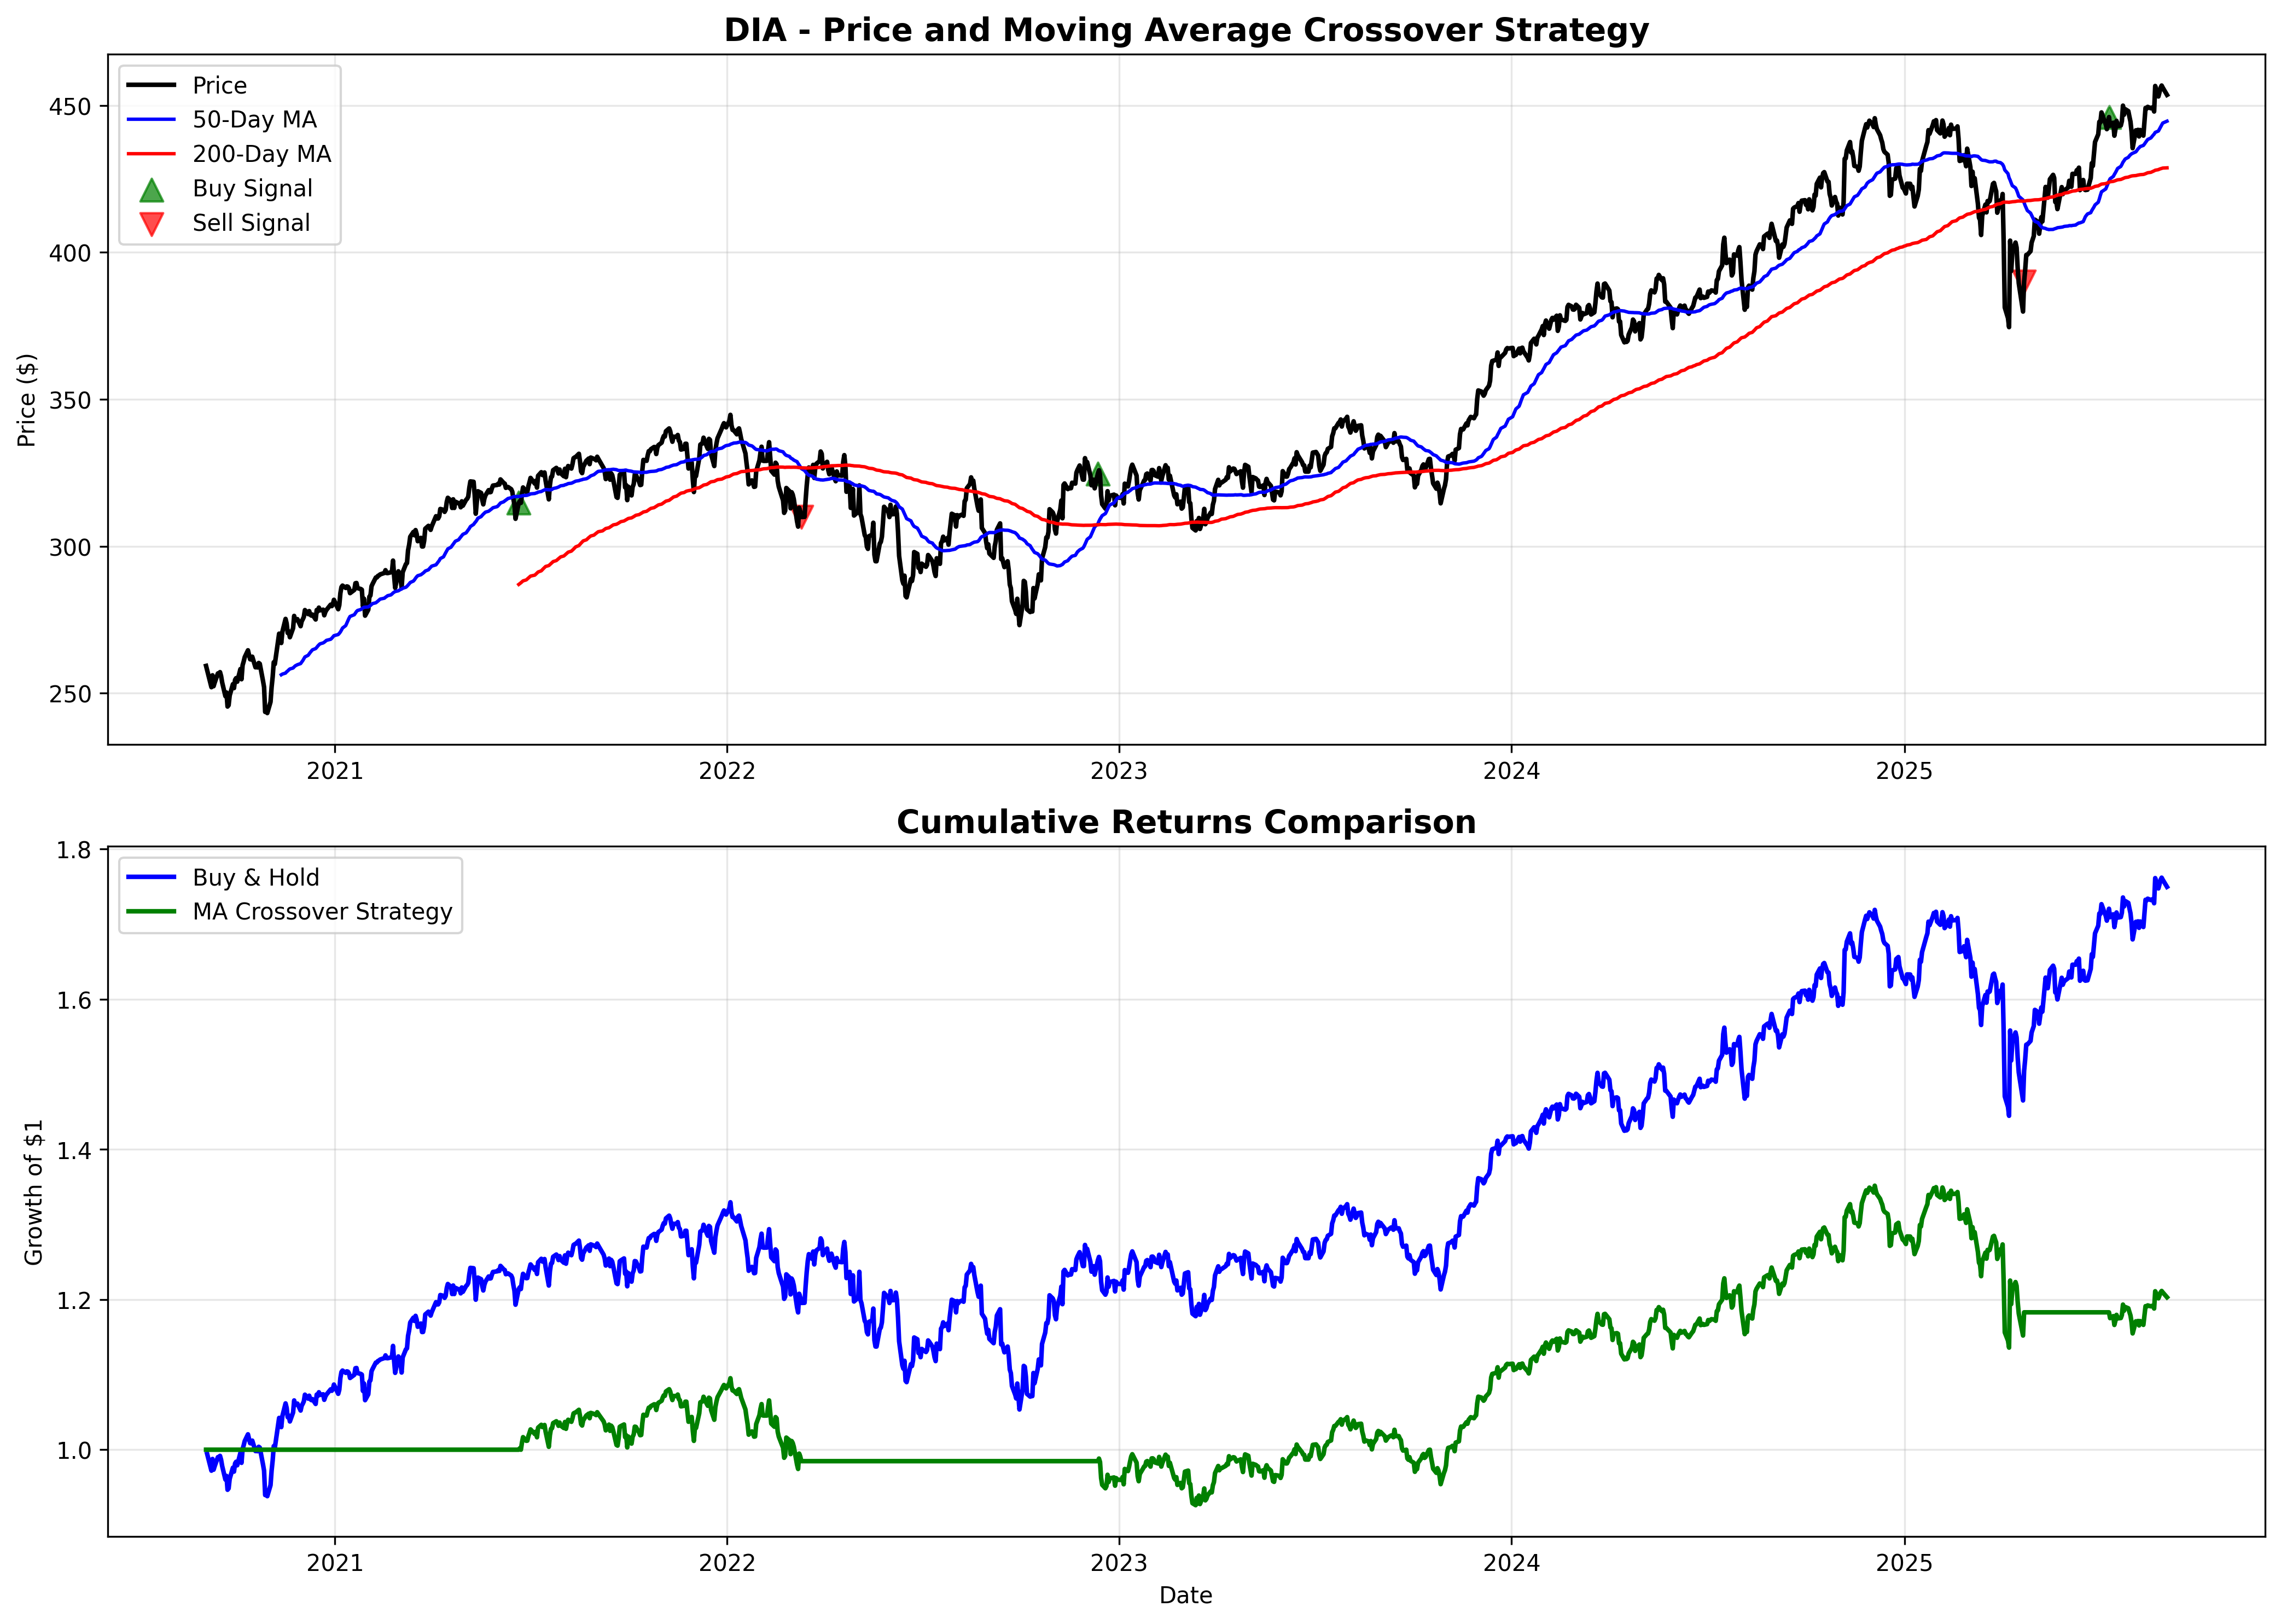 DIA - Price and Moving Average Crossover Strategy
Price
50-Day MA
200-Day MA
Buy Signal
Sell Signal
Price ($)
450
400
350
300
250
2021 2022 2023 2024 2025
Cumulative Returns Comparison
Buy & Hold
MA Crossover Strategy
Growth of $1
1.8
1.6
1.4
1.2
1.0
2021 2022 2023 2024 2025
Date